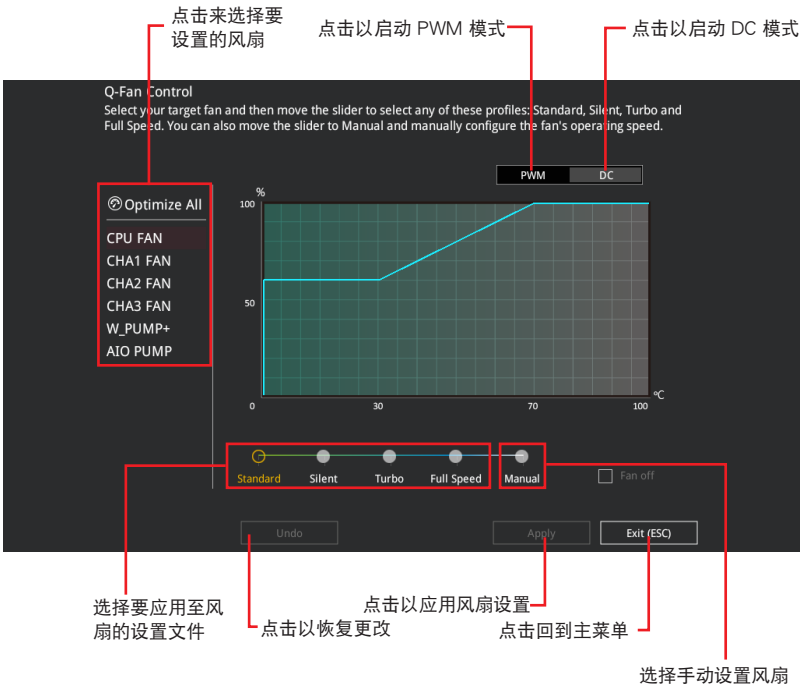 点击来选择要
设置的风扇
点击以启动 PWM 模式
点击以启动 DC 模式
Q-Fan Control
Select your target fan and then move the slider to select any of these profiles: Standard, Silent, Turbo and
Full Speed. You can also move the slider to Manual and manually configure the fan's operating speed.
PWM
DC
Optimize All
CPU FAN
CHA1 FAN
CHA2 FAN
CHA3 FAN
W_PUMP+
AIO PUMP
%
100
50
0
30
70
100
℃
Standard
Silent
Turbo
Full Speed
Manual
Fan off
Undo
Apply
Exit (ESC)
选择要应用至风
扇的设置文件
点击以恢复更改
点击以应用风扇设置
点击回到主菜单
选择手动设置风扇